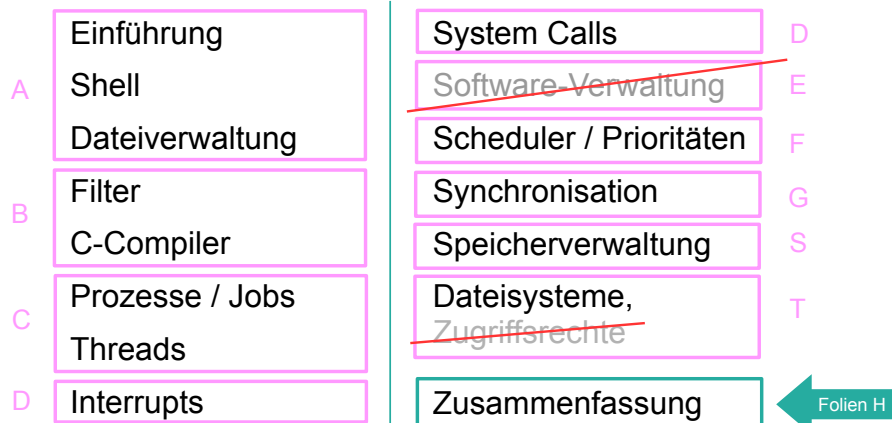 Einführung
A
Shell
Dateiverwaltung
B
Filter
C-Compiler
C
Prozesse / Jobs
Threads
D
Interrupts
System Calls
D
Software-Verwaltung
E
Scheduler / Prioritäten
F
Synchronisation
G
Speicherverwaltung
S
Dateisysteme,
T
Zugriffsrechte
Zusammenfassung
Folien H